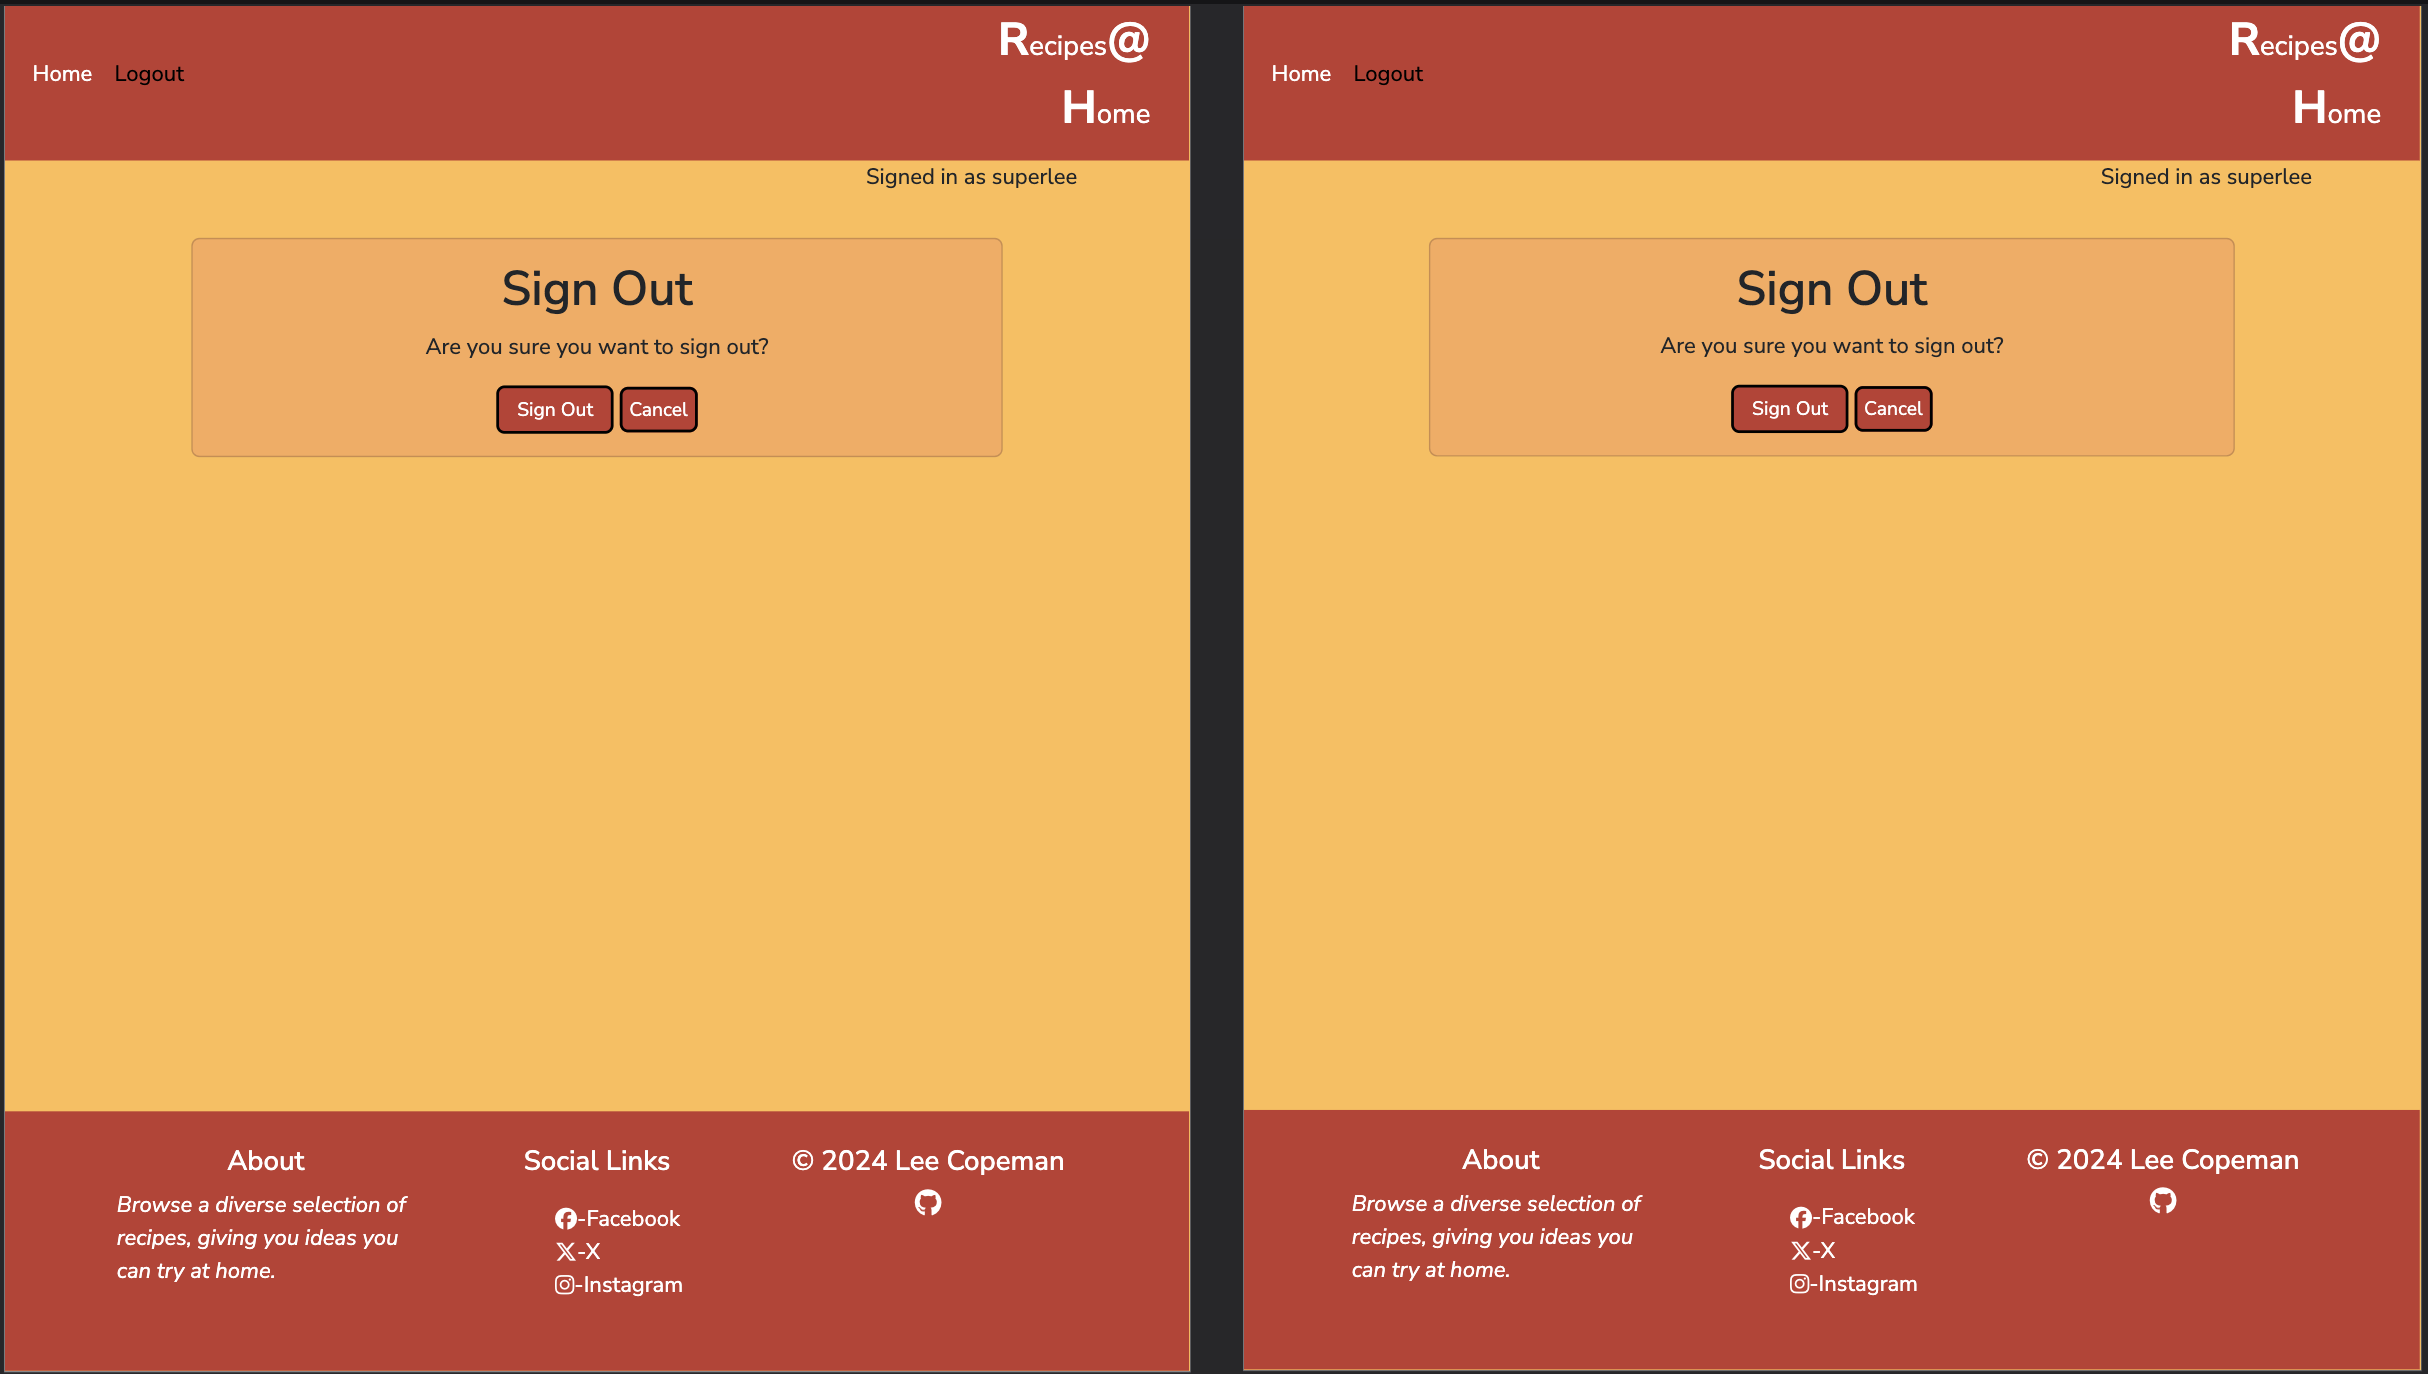 Home Logout
Recipes@
Home
Signed in as superlee
Sign Out
Are you sure you want to sign out?
Sign Out Cancel
About
Browse a diverse selection of
recipes, giving you ideas you
can try at home.
Social Links
-Facebook
-X
-Instagram
© 2024 Lee Copeman
Home Logout
Recipes@
Home
Signed in as superlee
Sign Out
Are you sure you want to sign out?
Sign Out Cancel
About
Browse a diverse selection of
recipes, giving you ideas you
can try at home.
Social Links
-Facebook
-X
-Instagram
© 2024 Lee Copeman